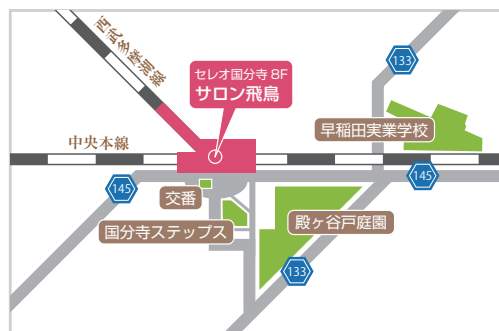 西武多摩湖線
133
セレオ国分寺 8F
サロン飛鳥
早稲田実業学校
中央本線
145
145
交番
国分寺ステップス
殿ヶ谷戸庭園
133